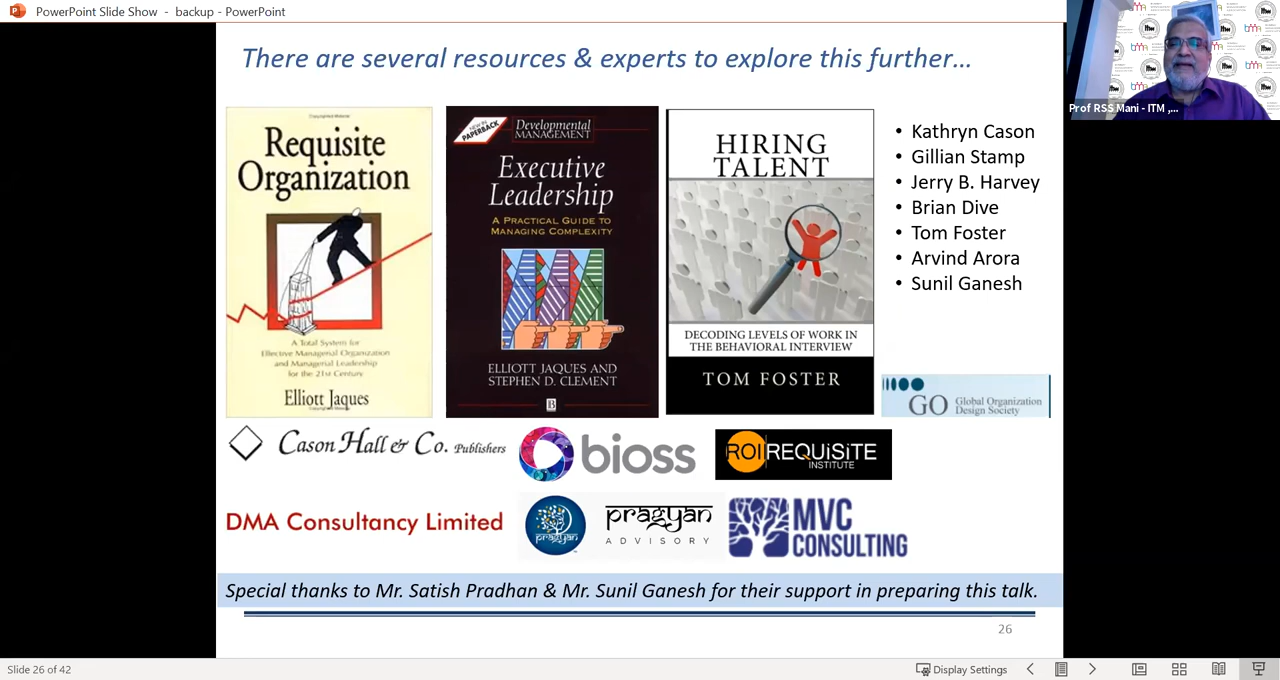 PowerPoint Slide Show - backup - PowerPoint
There are several resources & experts to explore this further...
Requisite
Organization
A Total System for
Effective Managerial Organization
and Managerial Leadership
for the 21st Century
Elliott Jaques
NEW IN
PAPERBACK
Developmental
MANAGEMENT
Executive
Leadership
A PRACTICAL GUIDE TO
MANAGING COMPLEXITY
ELLIOTT JAQUES AND
STEPHEN D. CLEMENT
B
HIRING
TALENT
DECODING LEVELS OF WORK IN
THE BEHAVIORAL INTERVIEW
TOM FOSTER
• Kathryn Cason
• Gillian Stamp
• Jerry B. Harvey
• Brian Dive
• Tom Foster
• Arvind Arora
• Sunil Ganesh
GO Global Organization
Design Society
Cason Hall & Co. Publishers
bioss
ROI REQUISITE
INSTITUTE
DMA Consultancy Limited
pragyan
pragyan
ADVISORY
MVC
CONSULTING
Special thanks to Mr. Satish Pradhan & Mr. Sunil Ganesh for their support in preparing this talk.
26
Prof RSS Mani - ITM ,...
Slide 26 of 42
Display Settings